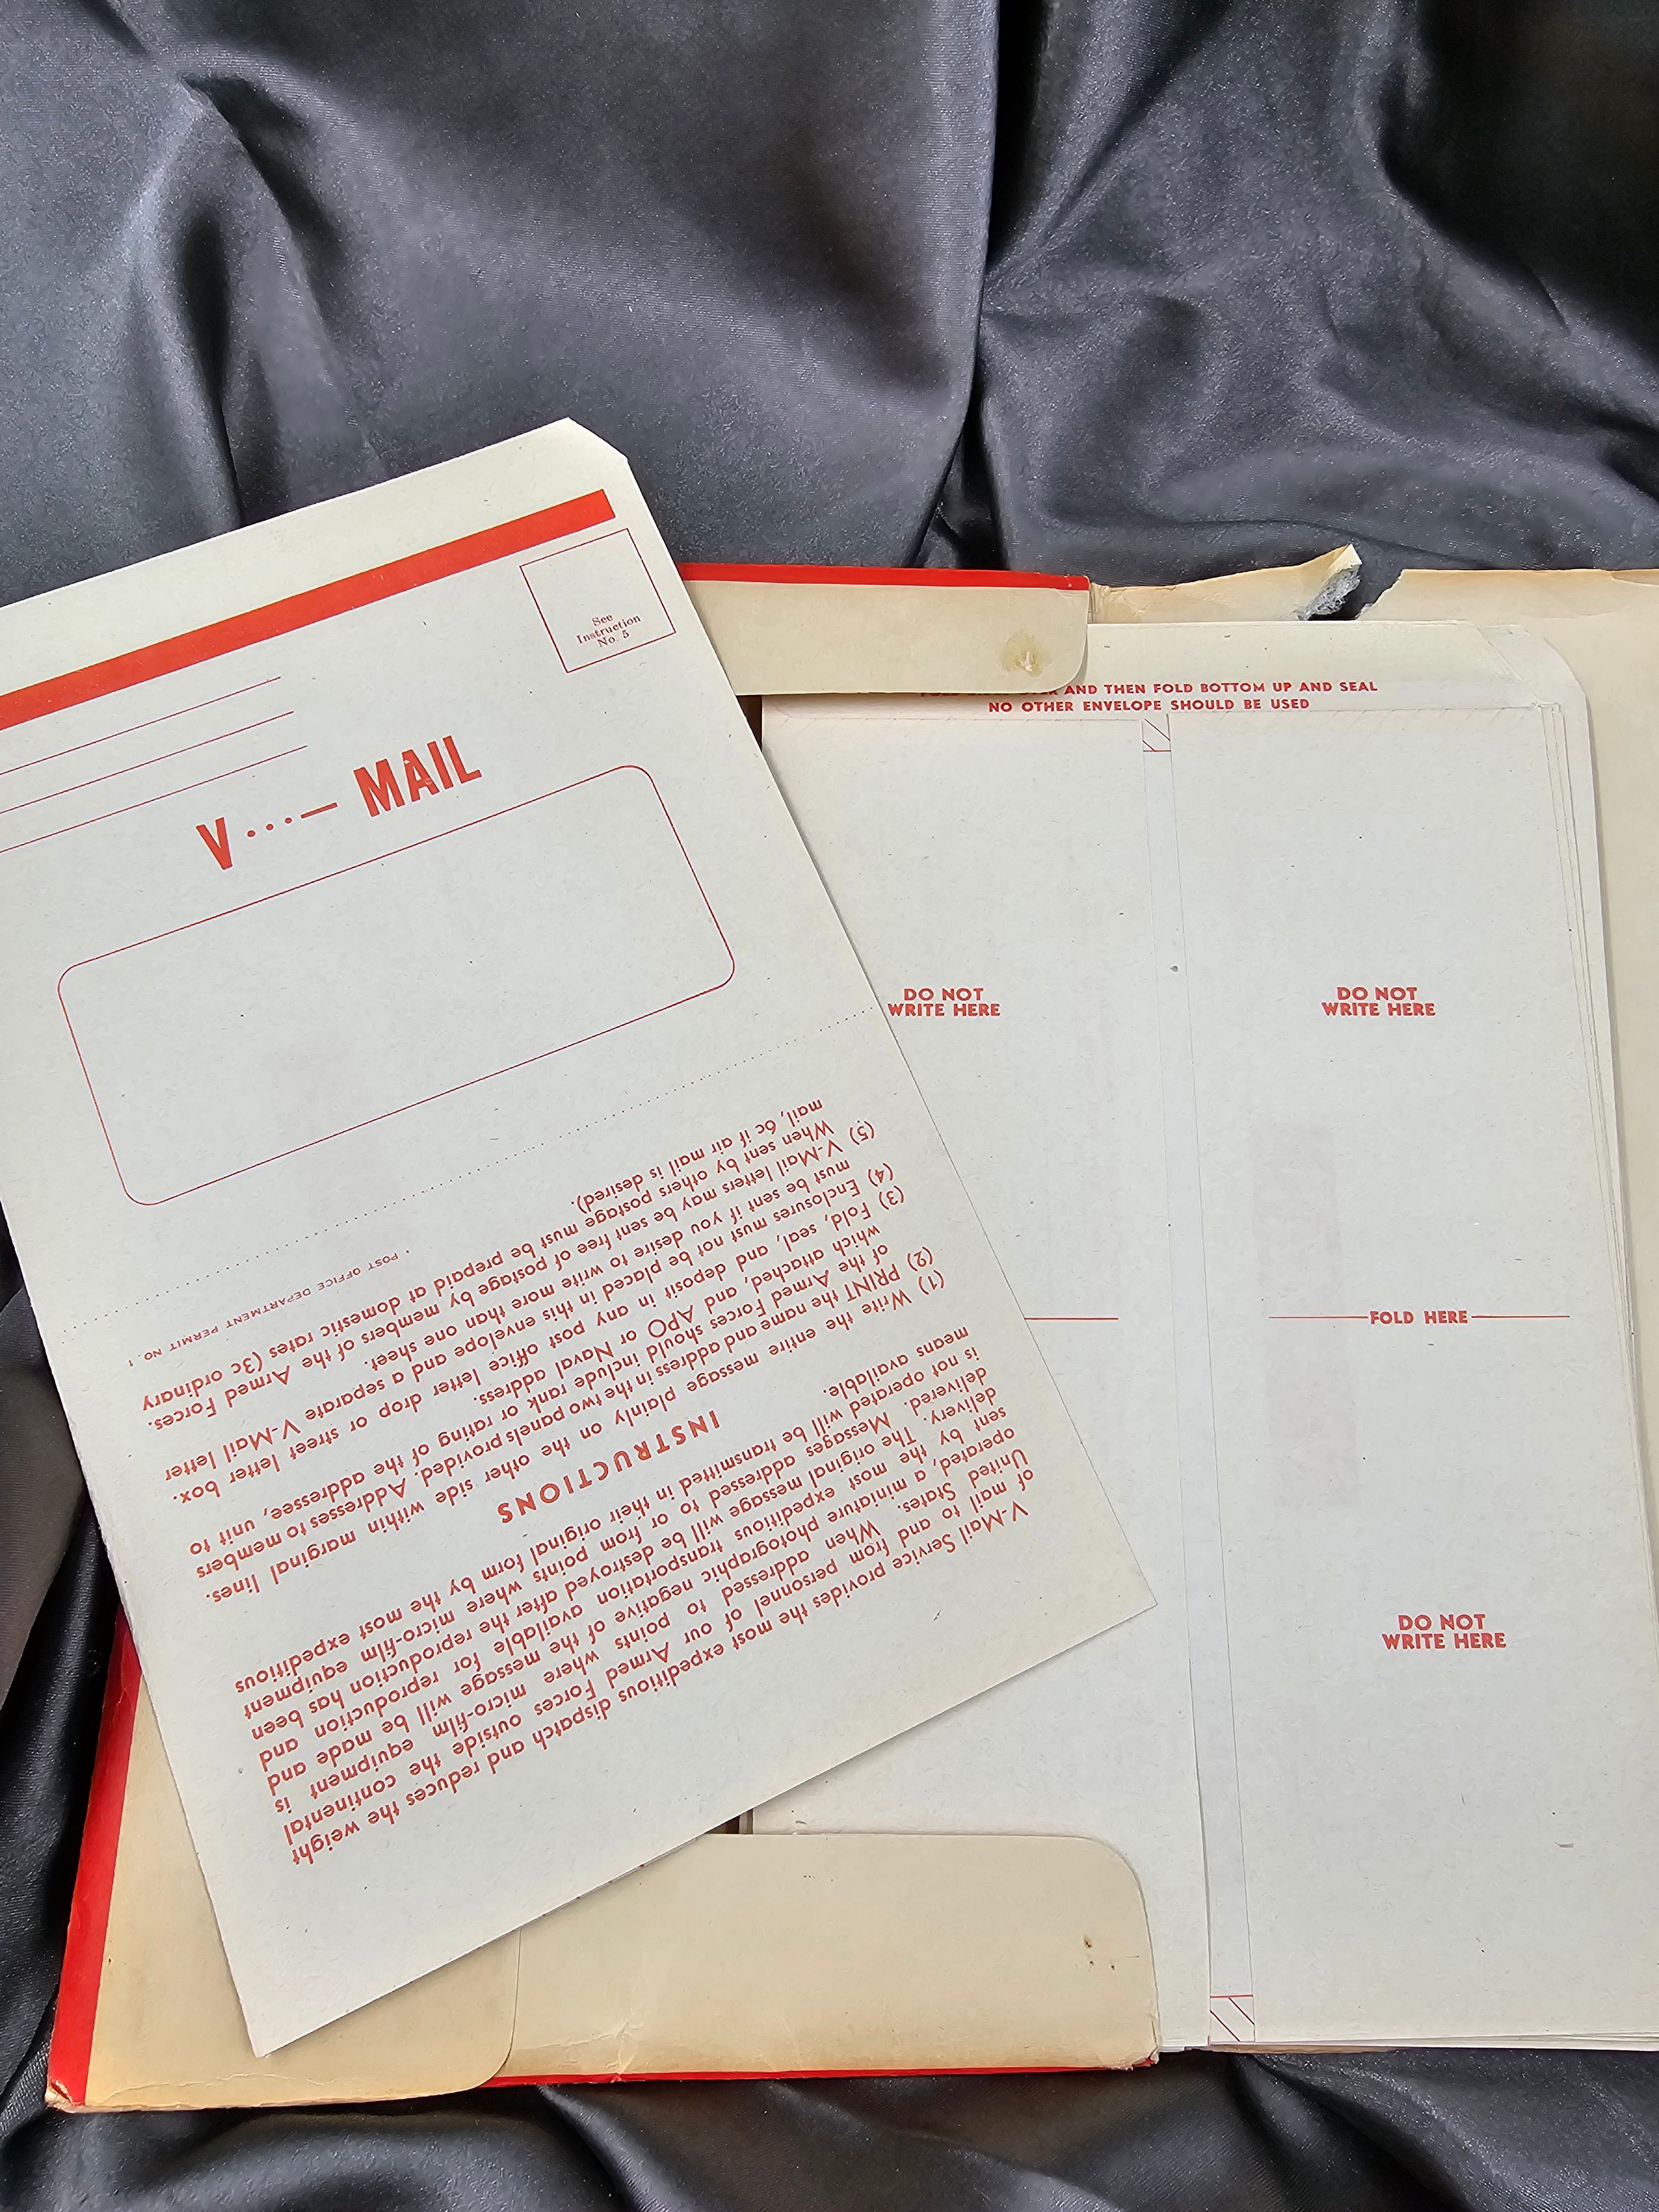 See
Instruction
No. 5
V ...— MAIL
V-Mail Service provides the most expeditious dispatch and reduces the weight
of mail to and from personnel of our Armed Forces outside the continental
United States. When addressed to points where micro-film equipment is
operated, a miniature photographic negative of the message will be made and
sent by the most expeditious transportation available for reproduction and
delivery. The original message will be destroyed after the reproduction has been
delivered. Messages addressed to or from points where micro-film equipment
is not operated will be transmitted in their original form by the most expeditious
means available.
INSTRUCTIONS
(1) Write the entire message plainly on the other side within marginal lines.
(2) PRINT the name and address in the two panels provided. Addresses to members
of the Armed Forces should include rank or rating of the addressee, unit to
which attached, and APO or Naval address.
(3) Fold, seal, and deposit in any post office letter drop or street letter box.
(4) Enclosures must not be placed in this envelope and a separate V-Mail letter
must be sent if you desire to write more than one sheet.
(5) V-Mail letters may be sent free of postage by members of the Armed Forces.
When sent by others postage must be prepaid at domestic rates (3c ordinary
mail, 6c if air mail is desired).
POST OFFICE DEPARTMENT PERMIT NO. 1
AND THEN FOLD BOTTOM UP AND SEAL
NO OTHER ENVELOPE SHOULD BE USED
DO NOT
WRITE HERE
DO NOT
WRITE HERE
FOLD HERE
DO NOT
WRITE HERE